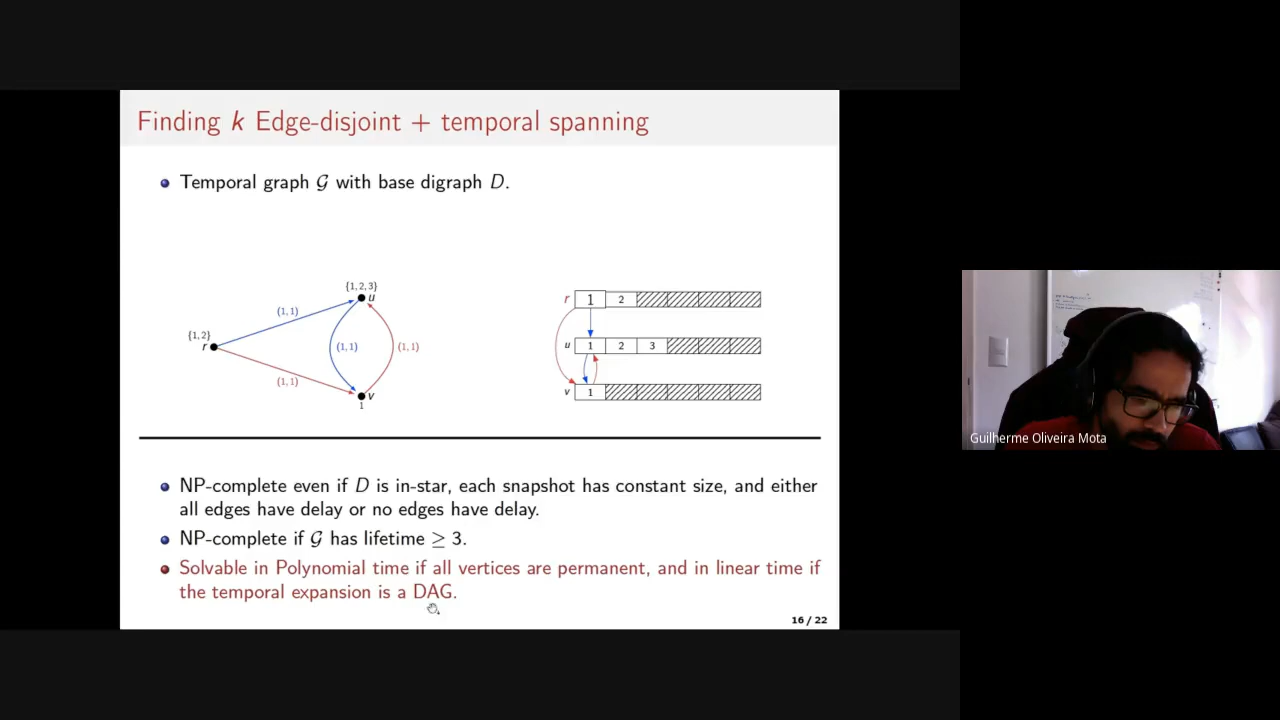 Finding k Edge-disjoint + temporal spanning
Temporal graph 𝒢 with base digraph D.
{1,2,3}
u
(1,1)
{1,2}
r
(1,1)
(1,1)
(1,1)
v
1
r 1 2
u 1 2 3
v 1
NP-complete even if D is in-star, each snapshot has constant size, and either
all edges have delay or no edges have delay.
NP-complete if 𝒢 has lifetime ≥ 3.
Solvable in Polynomial time if all vertices are permanent, and in linear time if
the temporal expansion is a DAG.
16 / 22
Guilherme Oliveira Mota